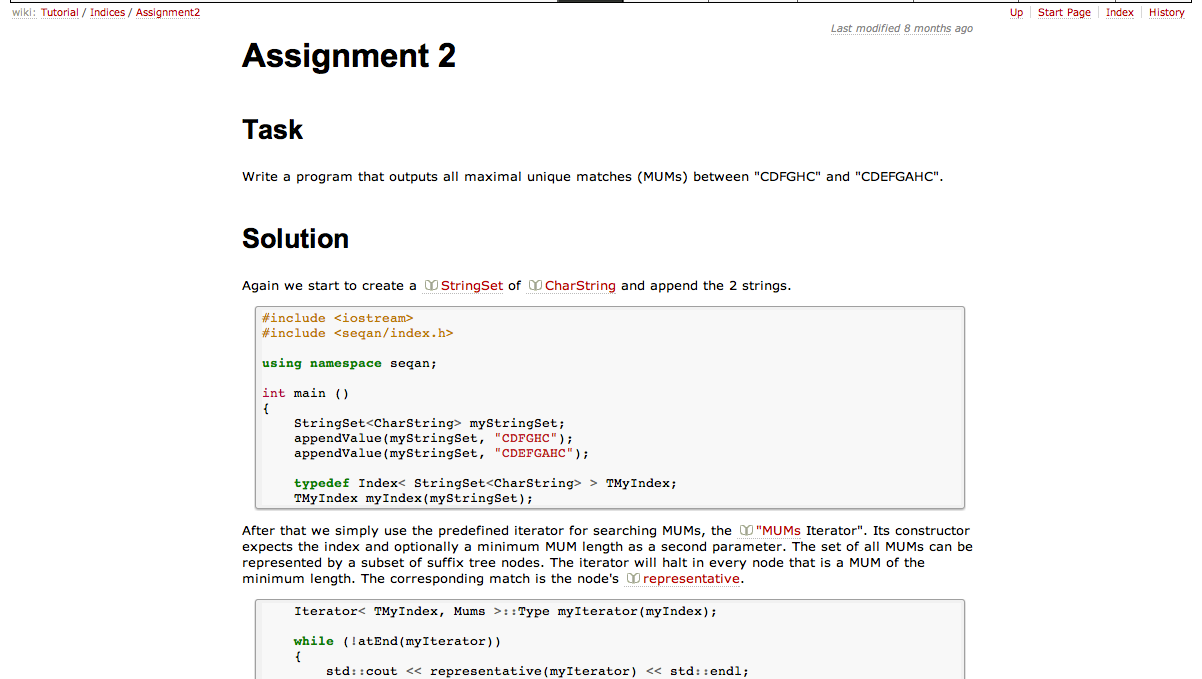 wiki: Tutorial / Indices / Assignment2
Up Start Page Index History
Last modified 8 months ago
Assignment 2
Task
Write a program that outputs all maximal unique matches (MUMs) between "CDFGHC" and "CDEFGAHC".
Solution
Again we start to create a StringSet of CharString and append the 2 strings.
#include <iostream>
#include <seqan/index.h>
using namespace seqan;
int main ()
{
    StringSet<CharString> myStringSet;
    appendValue(myStringSet, "CDFGHC");
    appendValue(myStringSet, "CDEFGAHC");
    typedef Index< StringSet<CharString> > TMyIndex;
    TMyIndex myIndex(myStringSet);
After that we simply use the predefined iterator for searching MUMs, the "MUMs Iterator". Its constructor
expects the index and optionally a minimum MUM length as a second parameter. The set of all MUMs can be
represented by a subset of suffix tree nodes. The iterator will halt in every node that is a MUM of the
minimum length. The corresponding match is the node's representative.
    Iterator< TMyIndex, Mums >::Type myIterator(myIndex);
    while (!atEnd(myIterator))
    {
        std::cout << representative(myIterator) << std::endl;